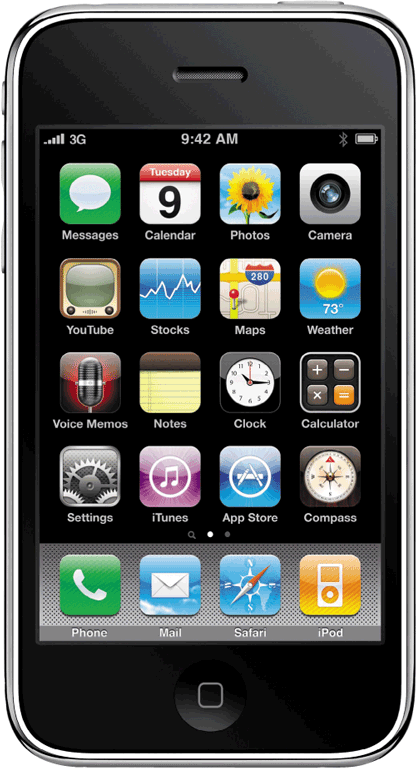 3G 9:42 AM
Tuesday
9
280
73°
Messages Calendar Photos Camera
YouTube Stocks Maps Weather
Voice Memos Notes Clock Calculator
Settings iTunes App Store Compass
Phone Mail Safari iPod